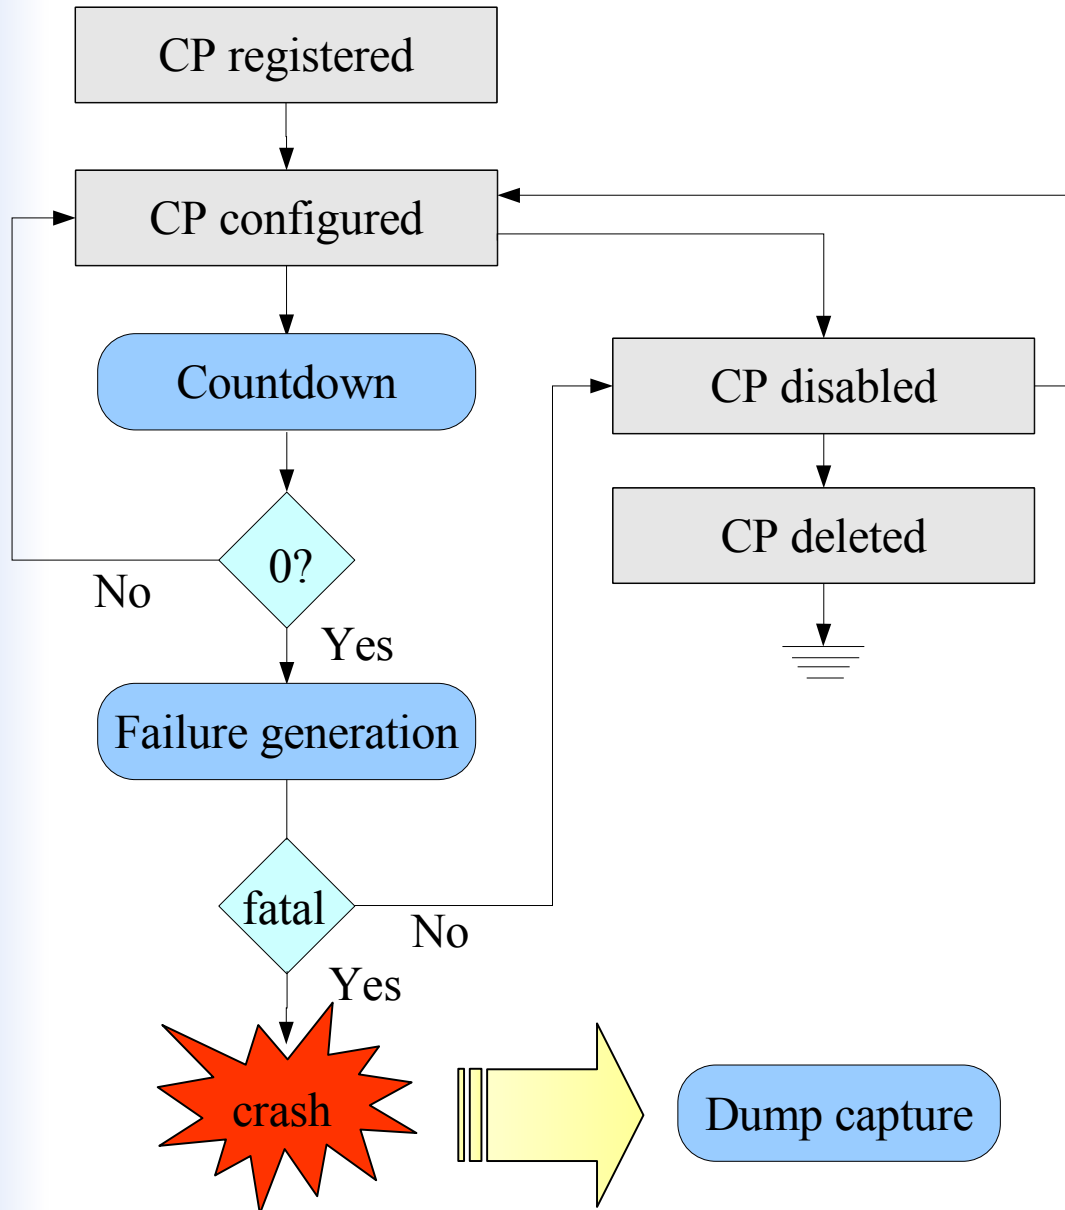 CP registered
CP configured
Countdown
CP disabled
CP deleted
0?
No
Yes
Failure generation
fatal
No
Yes
crash
Dump capture